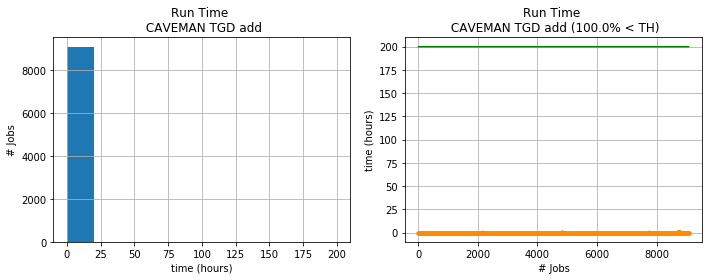 Run Time
CAVEMAN TGD add
# Jobs
8000
6000
4000
2000
0
0 25 50 75 100 125 150 175 200
time (hours)
Run Time
CAVEMAN TGD add (100.0% < TH)
time (hours)
200
175
150
125
100
75
50
25
0
0 2000 4000 6000 8000
# Jobs